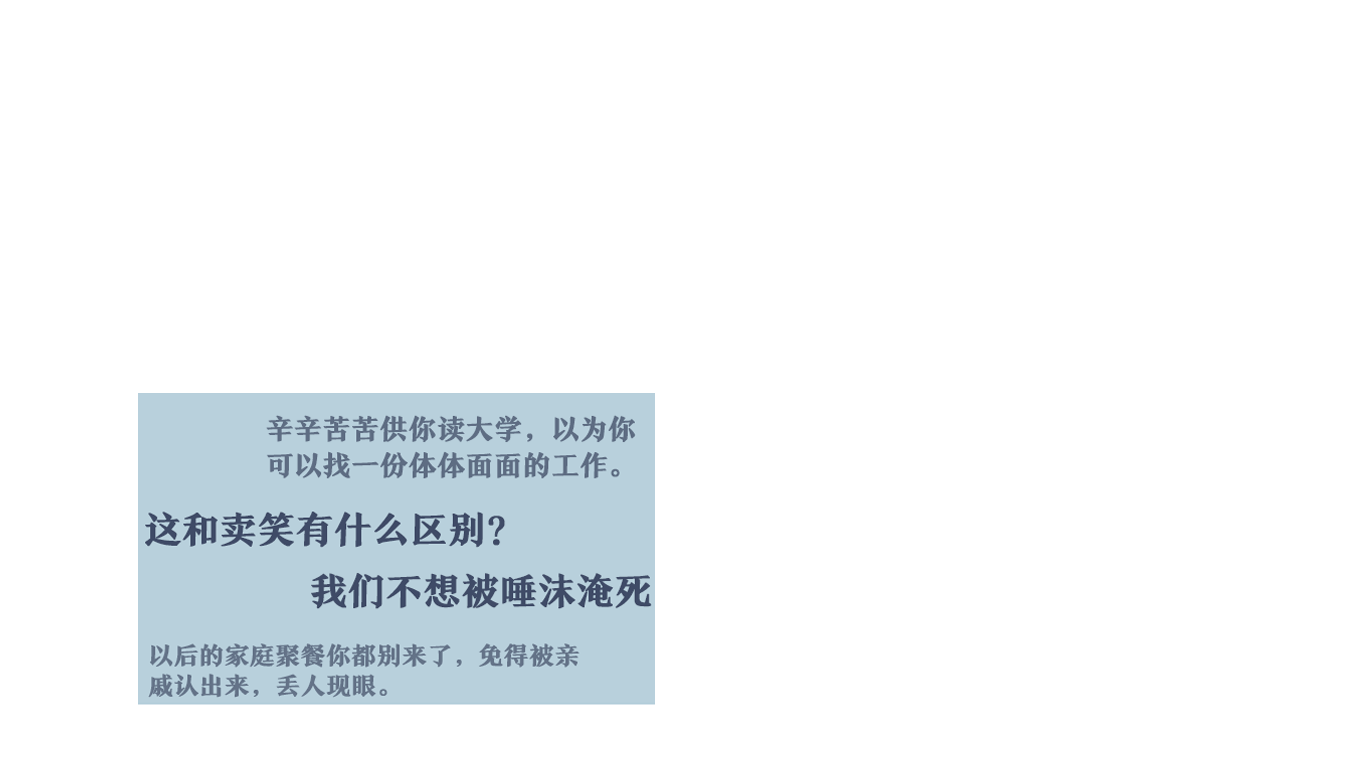 辛辛苦苦供你读大学，以为你
可以找一份体体面面的工作。
这和卖笑有什么区别?
我们不想被唾沫淹死
以后的家庭聚餐你都别来了，免得被亲
戚认出来，丢人现眼。